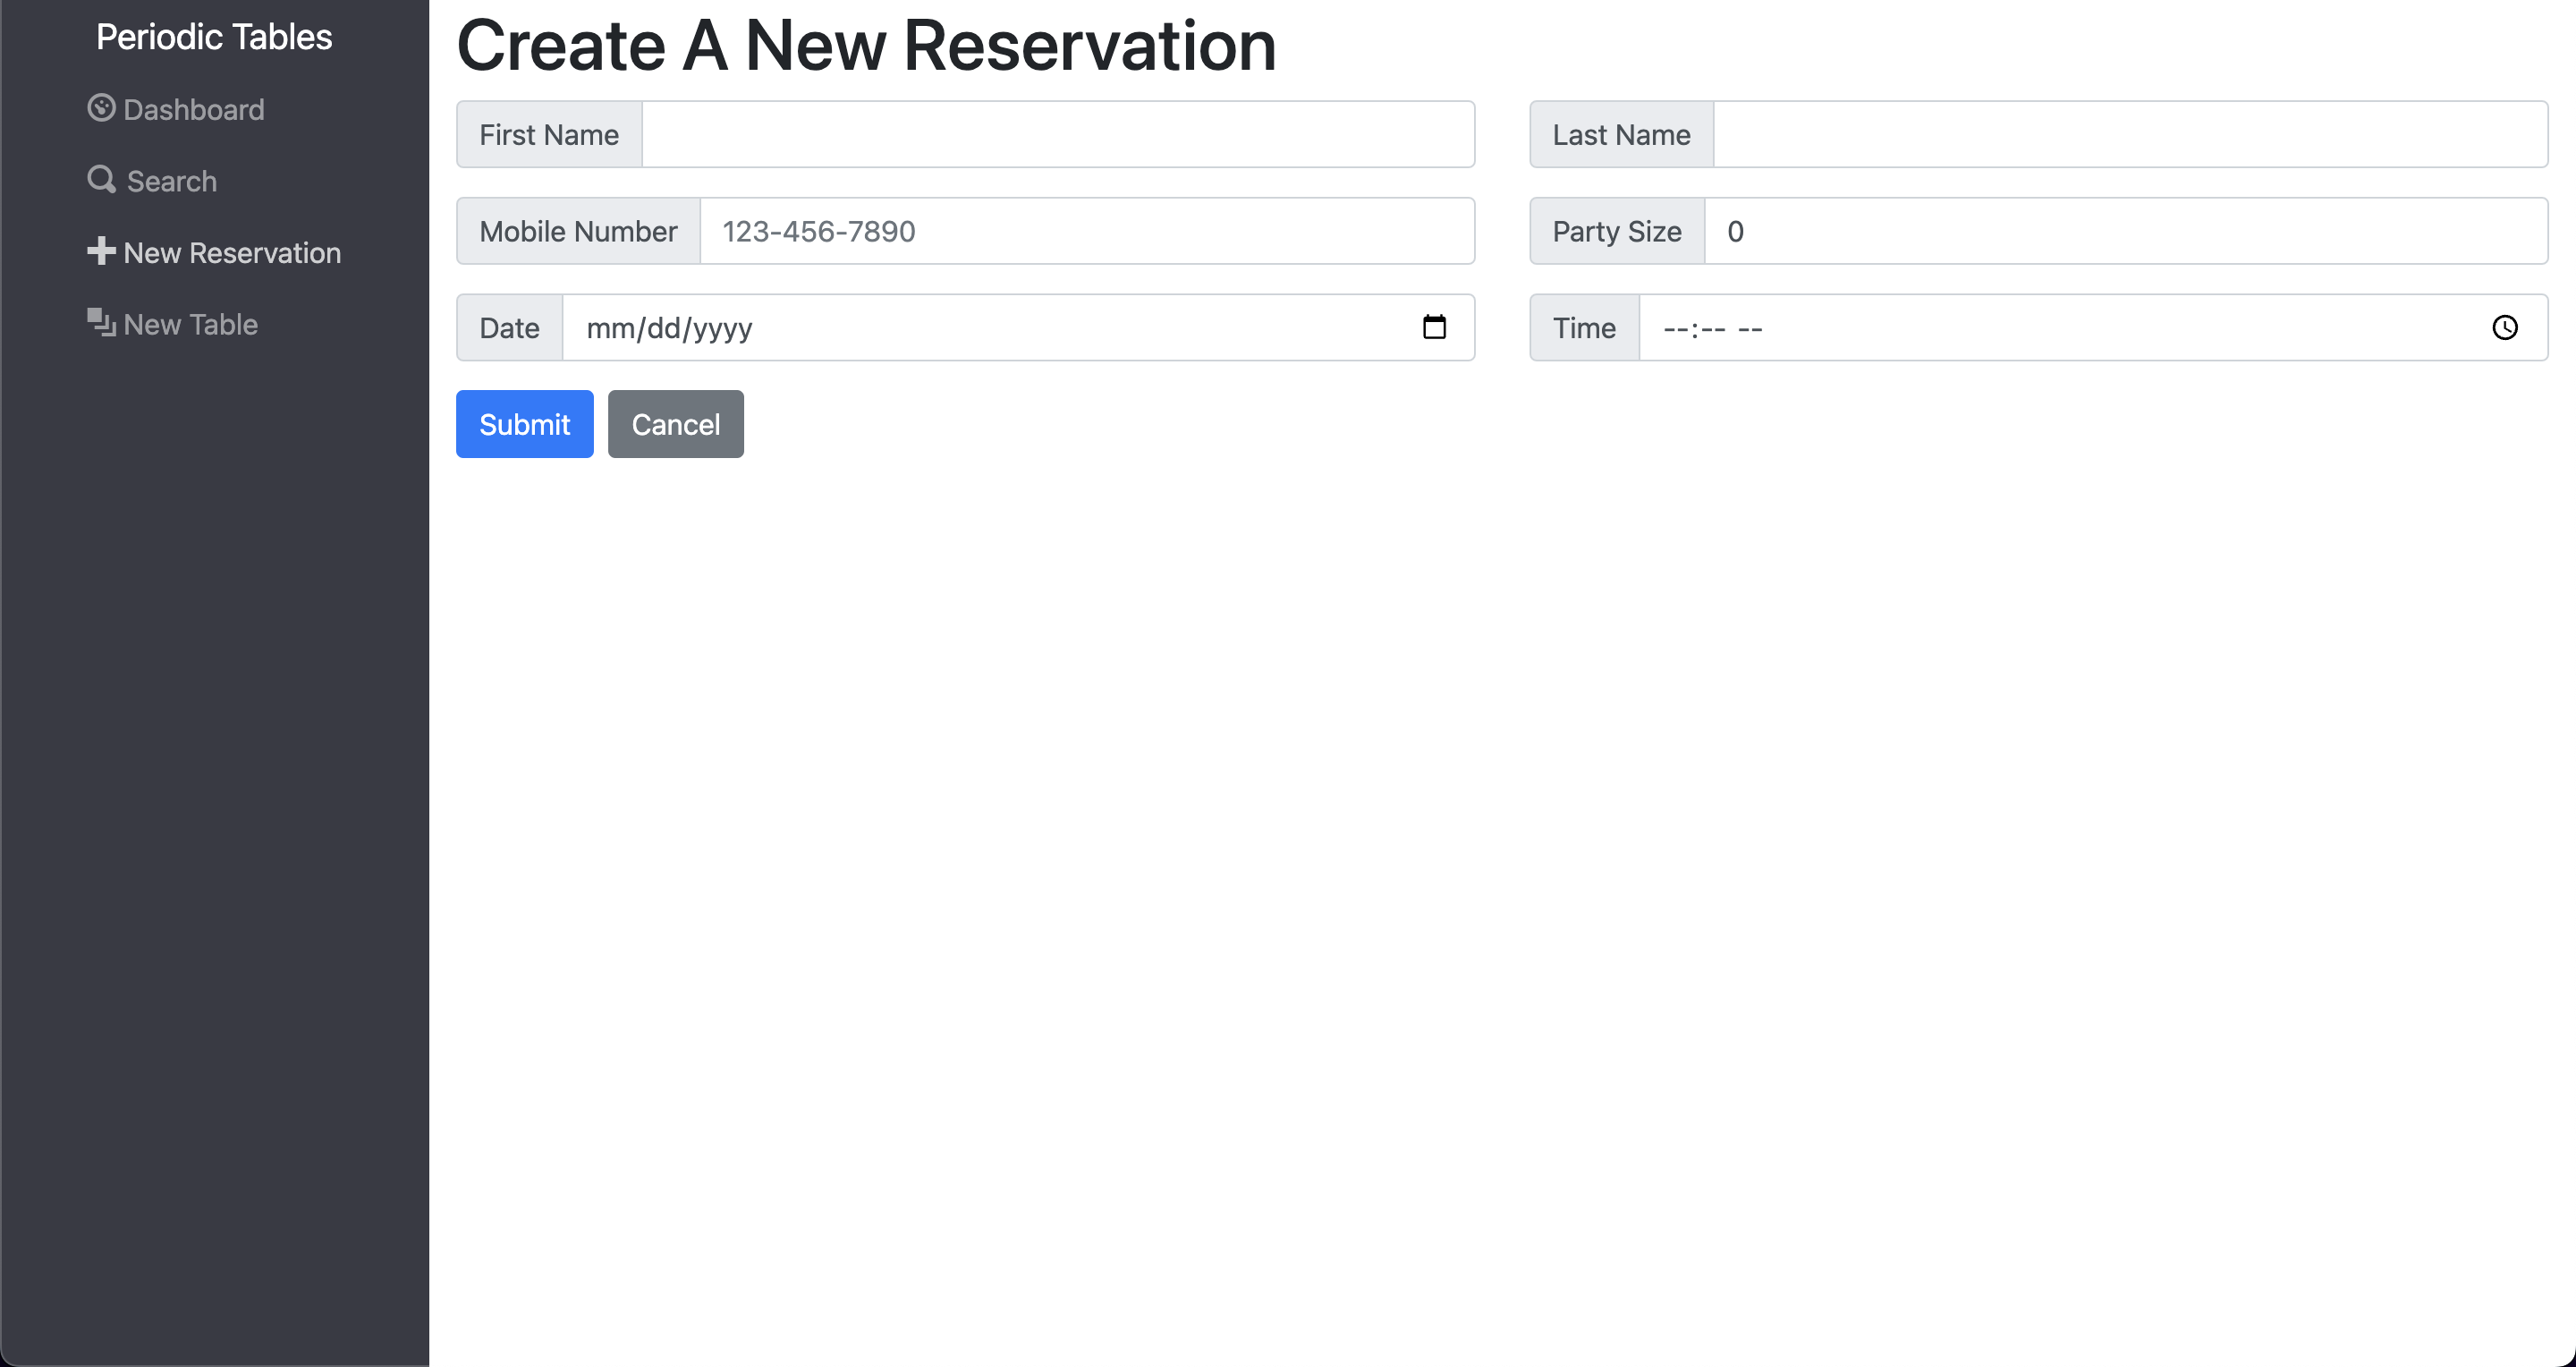 Periodic Tables
Dashboard
Search
New Reservation
New Table
Create A New Reservation
First Name
Last Name
Mobile Number 123-456-7890
Party Size 0
Date mm/dd/yyyy
Time --:-- --
Submit Cancel